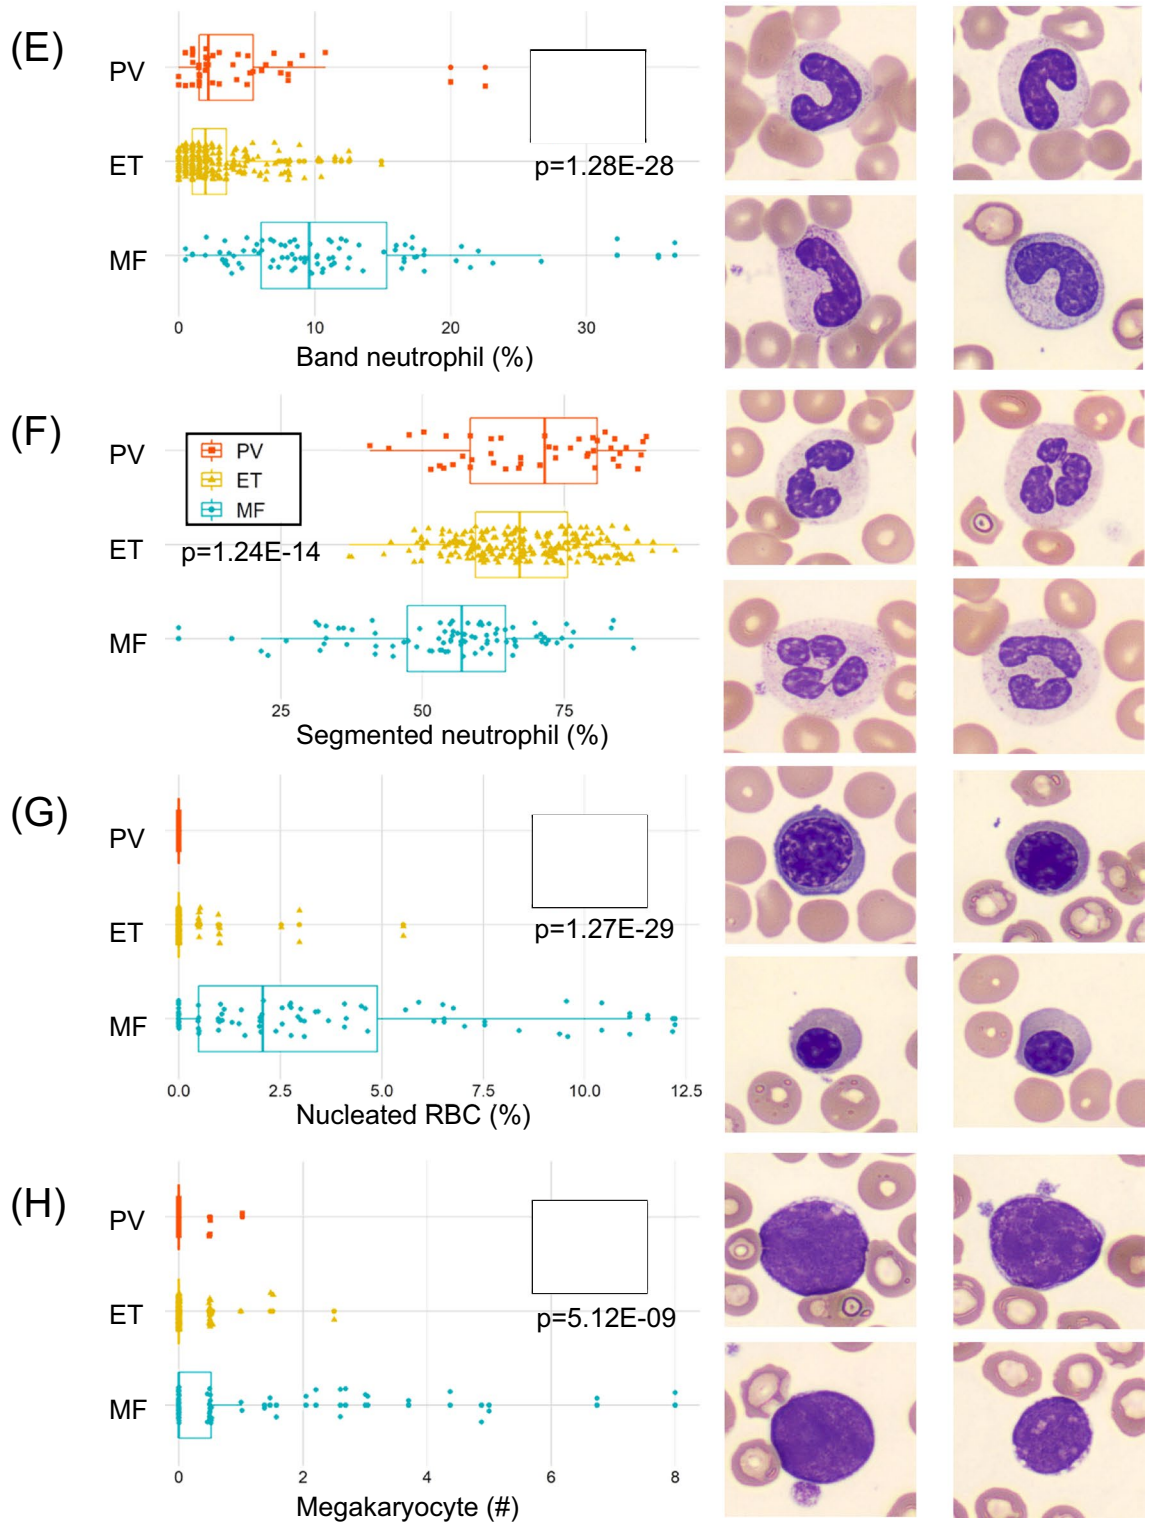 (E)
PV
ET
MF
p=1.28E-28
0 10 20 30
Band neutrophil (%)
(F)
PV
ET
MF
PV
ET
MF
p=1.24E-14
25 50 75
Segmented neutrophil (%)
(G)
PV
ET
MF
p=1.27E-29
0.0 2.5 5.0 7.5 10.0 12.5
Nucleated RBC (%)
(H)
PV
ET
MF
p=5.12E-09
0 2 4 6 8
Megakaryocyte (#)